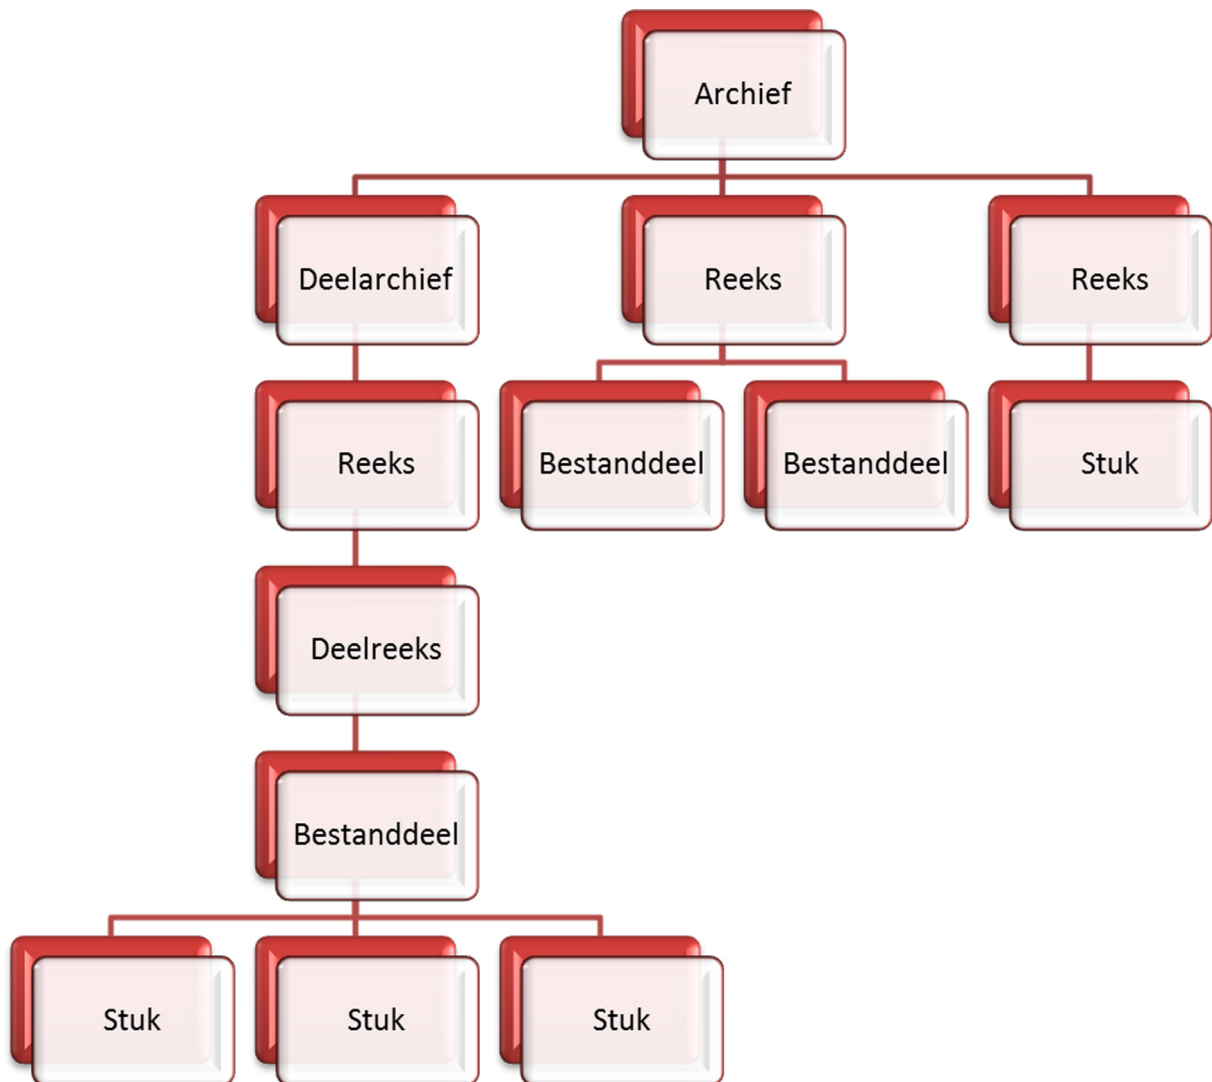 Archief
Deelarchief
Reeks
Reeks
Reeks
Bestanddeel
Bestanddeel
Stuk
Deelreeks
Bestanddeel
Stuk
Stuk
Stuk